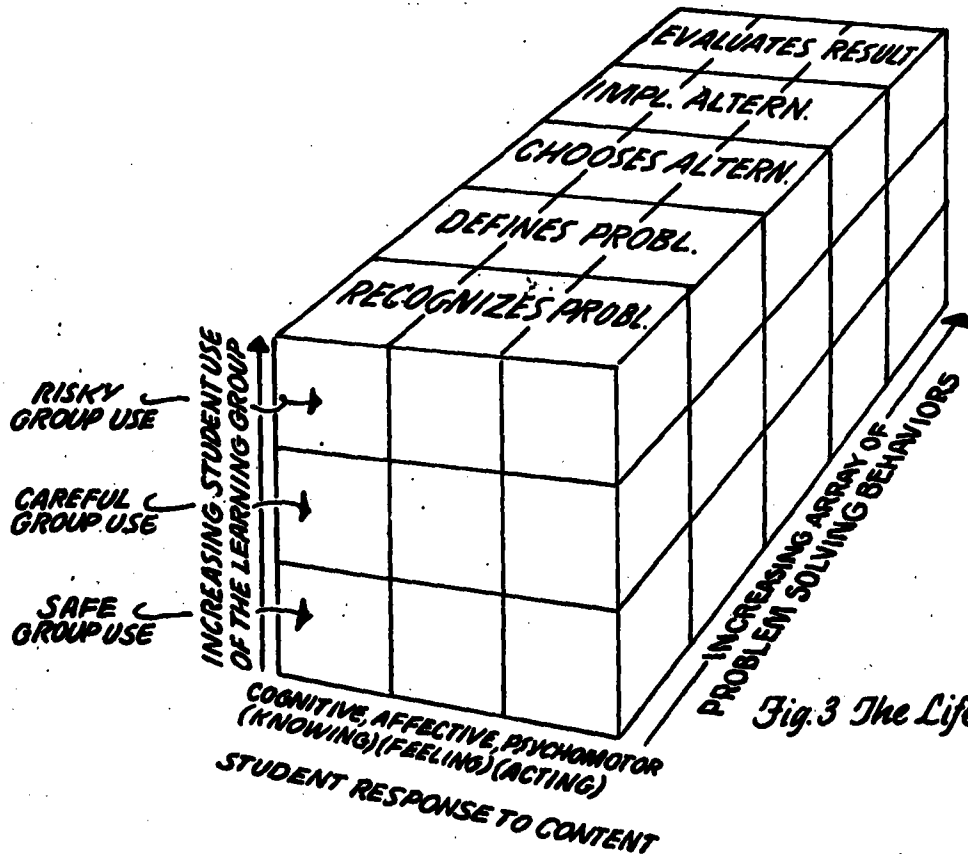 EVALUATES RESULT
IMPL. ALTERN.
CHOOSES ALTERN.
DEFINES PROBL.
RECOGNIZES PROBL.
RISKY
GROUP USE
CAREFUL
GROUP USE
SAFE
GROUP USE
INCREASING STUDENT USE
OF THE LEARNING GROUP
COGNITIVE, AFFECTIVE, PSYCHOMOTOR
(KNOWING) (FEELING) (ACTING)
STUDENT RESPONSE TO CONTENT
INCREASING ARRAY OF
PROBLEM SOLVING BEHAVIORS
Fig.3 The Life